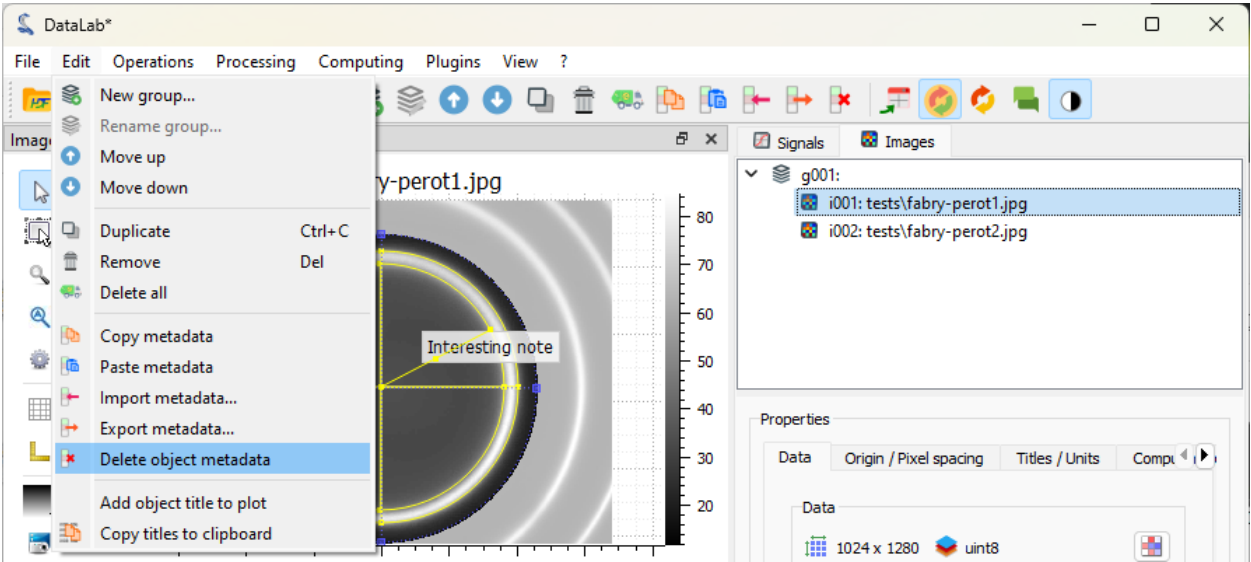 DataLab*
File Edit Operations Processing Computing Plugins View ?
HDF
New group...
Rename group...
Move up
Move down
Duplicate Ctrl+C
Remove Del
Delete all
Copy metadata
Paste metadata
Import metadata...
Export metadata...
Delete object metadata
Add object title to plot
Copy titles to clipboard
Imag
y-perot1.jpg
80
70
60
50
40
30
20
Interesting note
Signals Images
g001:
i001: tests\fabry-perot1.jpg
i002: tests\fabry-perot2.jpg
Properties
Data Origin / Pixel spacing Titles / Units Compu
Data
1024 x 1280 uint8